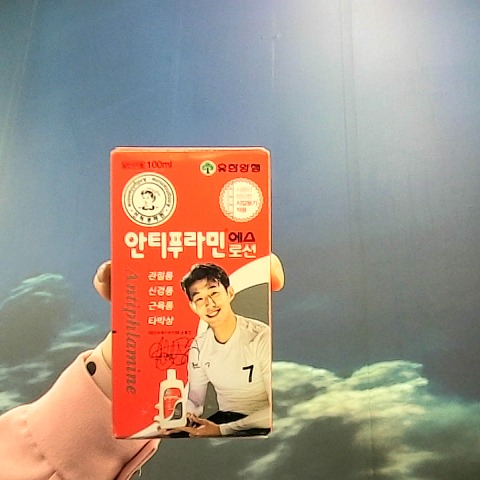 100ml
유한양행
안티푸라민 에스
로션
관절통
신경통
근육통
타박상
Antiphlamine
7